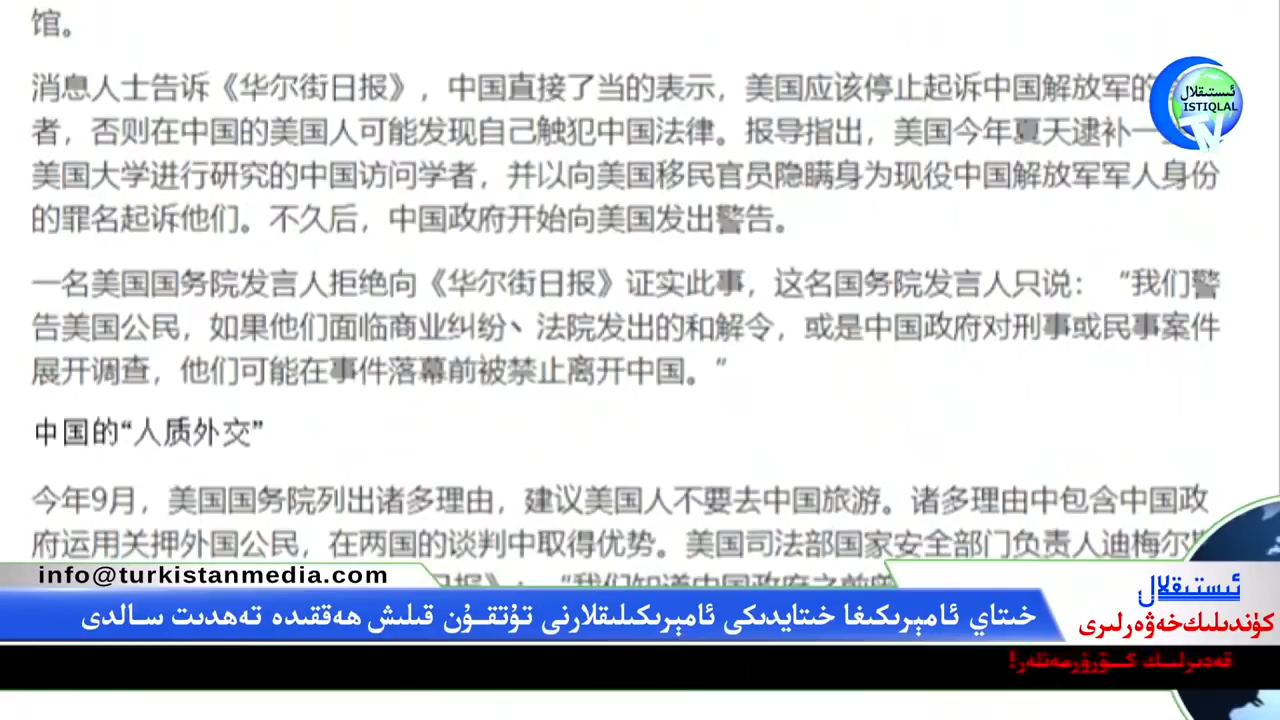 馆。
消息人士告诉《华尔街日报》，中国直接了当的表示，美国应该停止起诉中国解放军的
者，否则在中国的美国人可能发现自己触犯中国法律。报导指出，美国今年夏天逮补一
美国大学进行研究的中国访问学者，并以向美国移民官员隐瞒身为现役中国解放军军人身份
的罪名起诉他们。不久后，中国政府开始向美国发出警告。
一名美国国务院发言人拒绝向《华尔街日报》证实此事，这名国务院发言人只说：“我们警
告美国公民，如果他们面临商业纠纷、法院发出的和解令，或是中国政府对刑事或民事案件
展开调查，他们可能在事件落幕前被禁止离开中国。”
中国的“人质外交”
今年9月，美国国务院列出诸多理由，建议美国人不要去中国旅游。诸多理由中包含中国政
府运用关押外国公民，在两国的谈判中取得优势。美国司法部国家安全部门负责人迪梅尔
日报》：“我们知道中国政府之前曾
ئىستىقلال
ISTIQLAL
TV
info@turkistanmedia.com
خىتاي ئامېرىكىغا خىتايدىكى ئامېرىكىلىقلارنى تۇتقۇن قىلىش ھەققىدە تەھدىت سالدى
ئىستىقلال
كۈندىلىك خەۋەرلىرى
قەدىرلىك كۆرۈرمەنلەر!